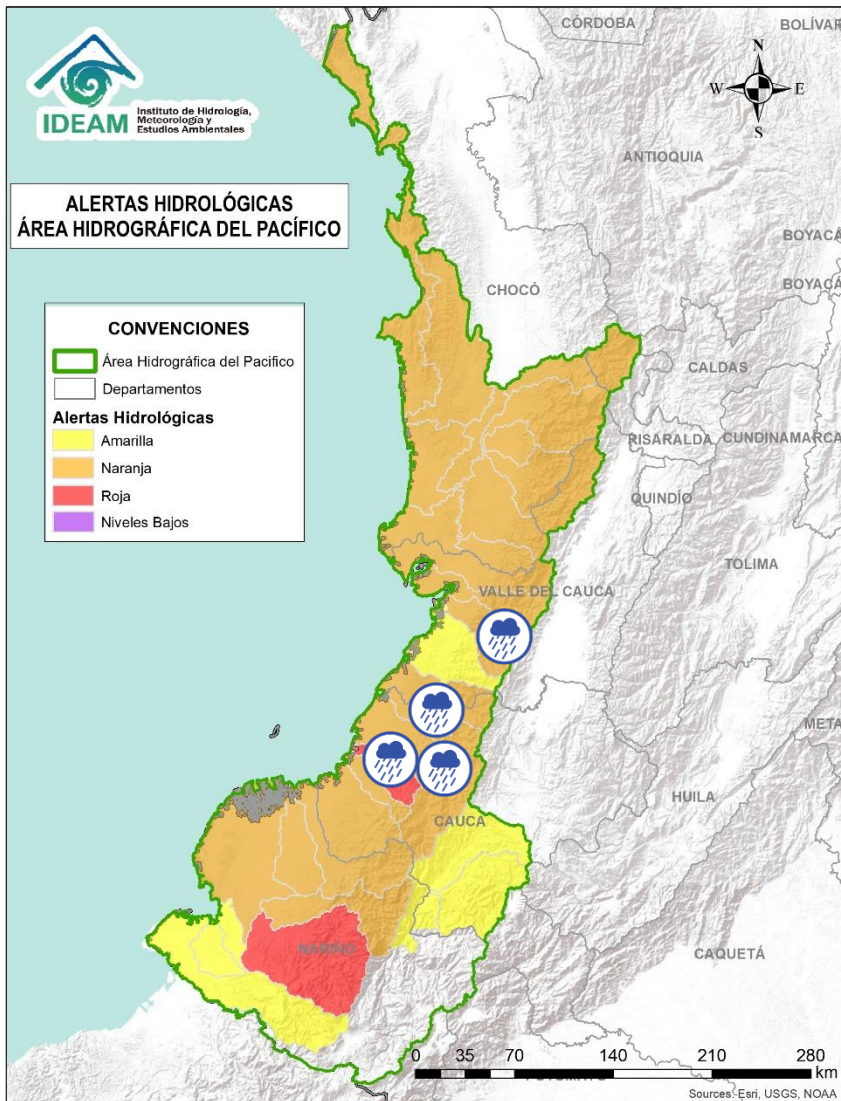 IDEAM
Instituto de Hidrología,
Meteorología y
Estudios Ambientales
ALERTAS HIDROLÓGICAS
ÁREA HIDROGRÁFICA DEL PACÍFICO
CONVENCIONES
Área Hidrográfica del Pacifico
Departamentos
Alertas Hidrológicas
Amarilla
Naranja
Roja
Niveles Bajos
N
W
E
S
CÓRDOBA
BOLÍVAR
ANTIOQUIA
BOYACÁ
BOYACÁ
CHOCÓ
CALDAS
RISARALDA
CUNDINAMARCA
QUINDÍO
TOLIMA
VALLE DEL CAUCA
META
HUILA
CAUCA
NARIÑO
CAQUETÁ
0 35 70 140 210 280
km
Sources: Esri, USGS, NOAA